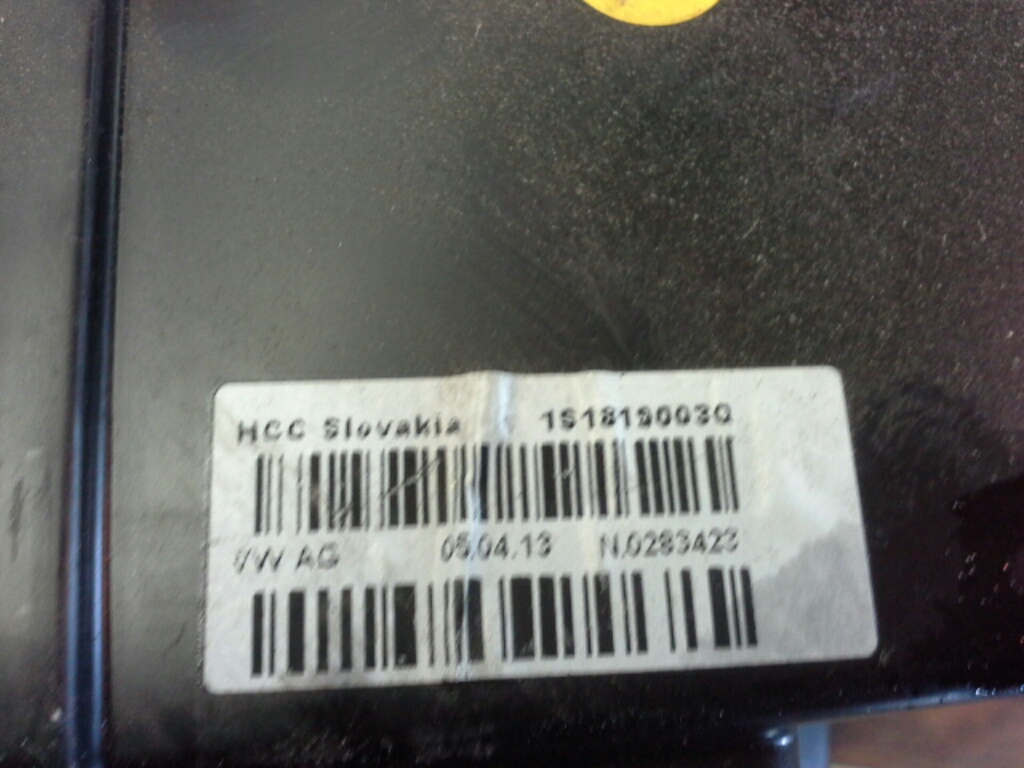 HCC Slovakia 1S1819003Q
VW AG 05.04.13 N.0283423